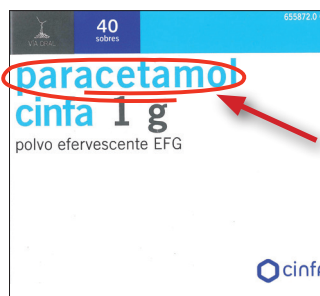 VÍA ORAL
40
sobres
655872.0
paracetamol
cinfa 1 g
polvo efervescente EFG
cinfa